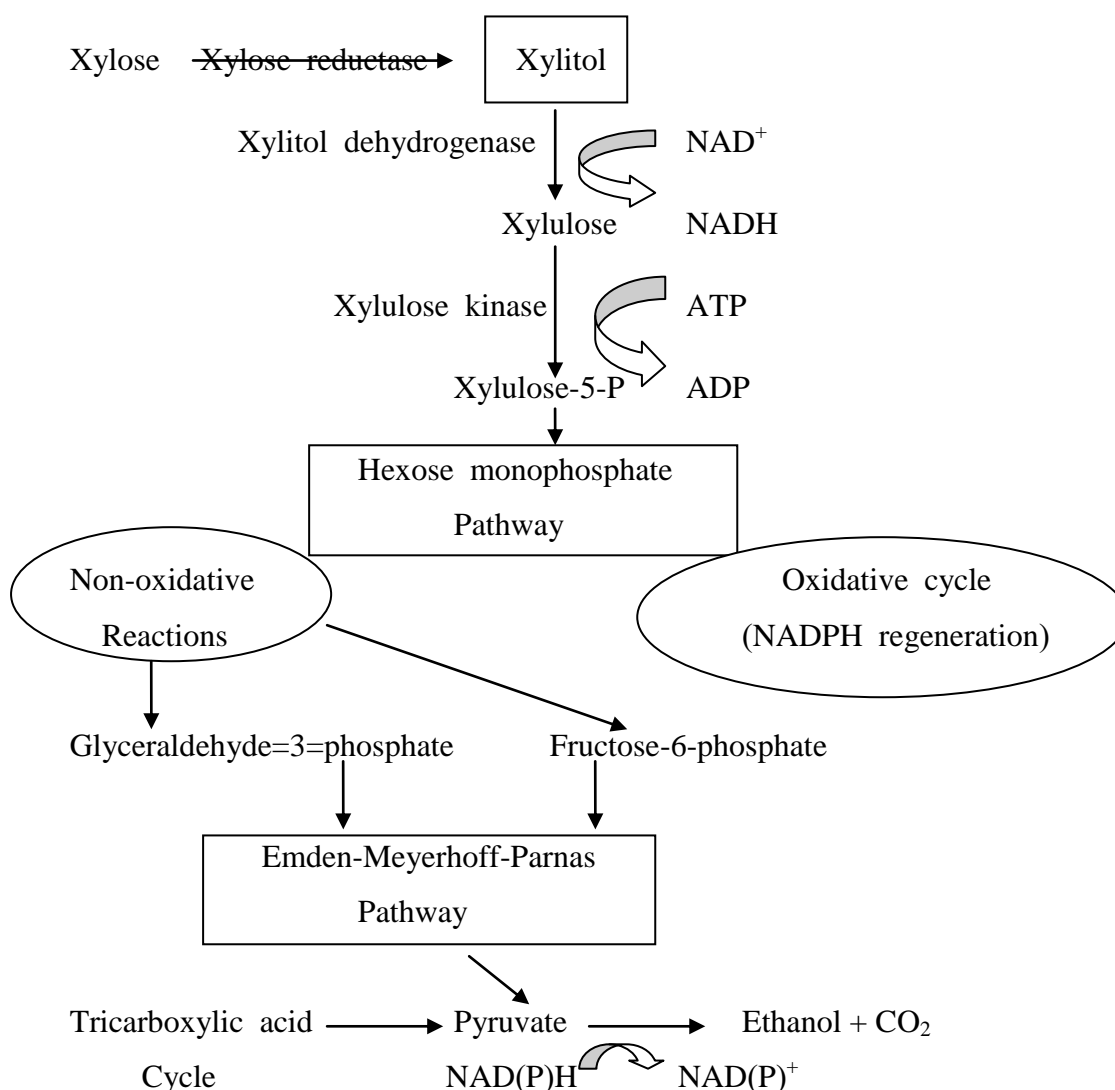 Xylose Xylose reductase Xylitol
Xylitol dehydrogenase NAD+
Xylulose NADH
Xylulose kinase ATP
Xylulose-5-P ADP
Hexose monophosphate
Pathway
Non-oxidative
Reactions
Oxidative cycle
(NADPH regeneration)
Glyceraldehyde=3=phosphate Fructose-6-phosphate
Emden-Meyerhoff-Parnas
Pathway
Tricarboxylic acid Pyruvate Ethanol + CO2
Cycle NAD(P)H NAD(P)+